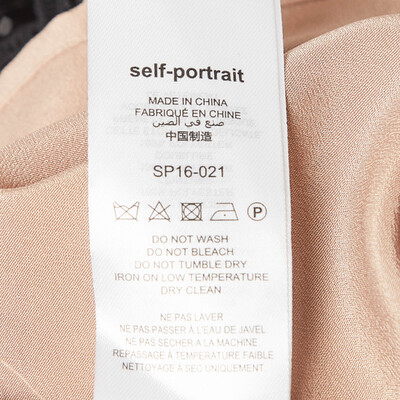 self-portrait
MADE IN CHINA
FABRIQUÉ EN CHINE
صنع في الصين
中国制造
SP16-021
P
DO NOT WASH
DO NOT BLEACH
DO NOT TUMBLE DRY
IRON ON LOW TEMPERATURE
DRY CLEAN
NE PAS LAVER
NE PAS PASSER À L'EAU DE JAVEL
NE PAS SECHER A LA MACHINE
REPASSAGE À TEMPÉRATURE FAIBLE
NETTOYAGE A SEC UNIQUEMENT